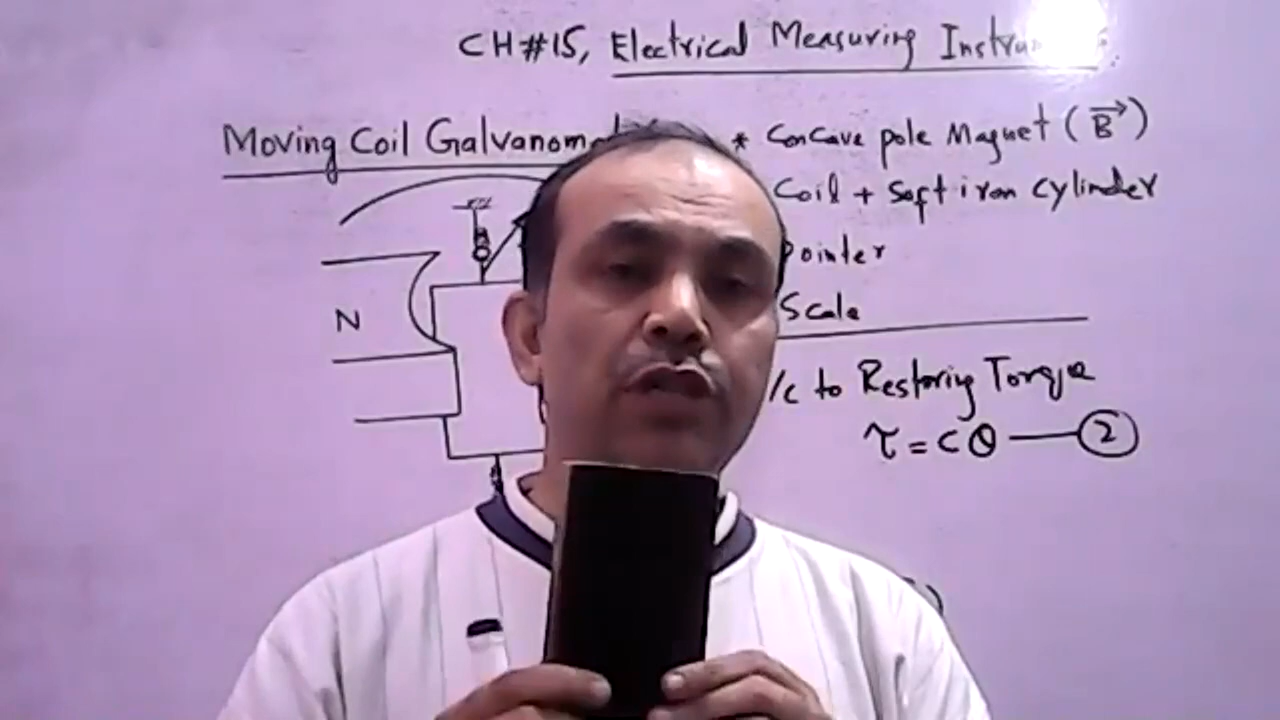 CH#15, Electrical Measuring
Moving Coil
* Concave pole Magnet (B⃗)
Coil + Soft iron Cylinder
Pointer
Scale
N
to Restoring Torque
τ = cθ — 2